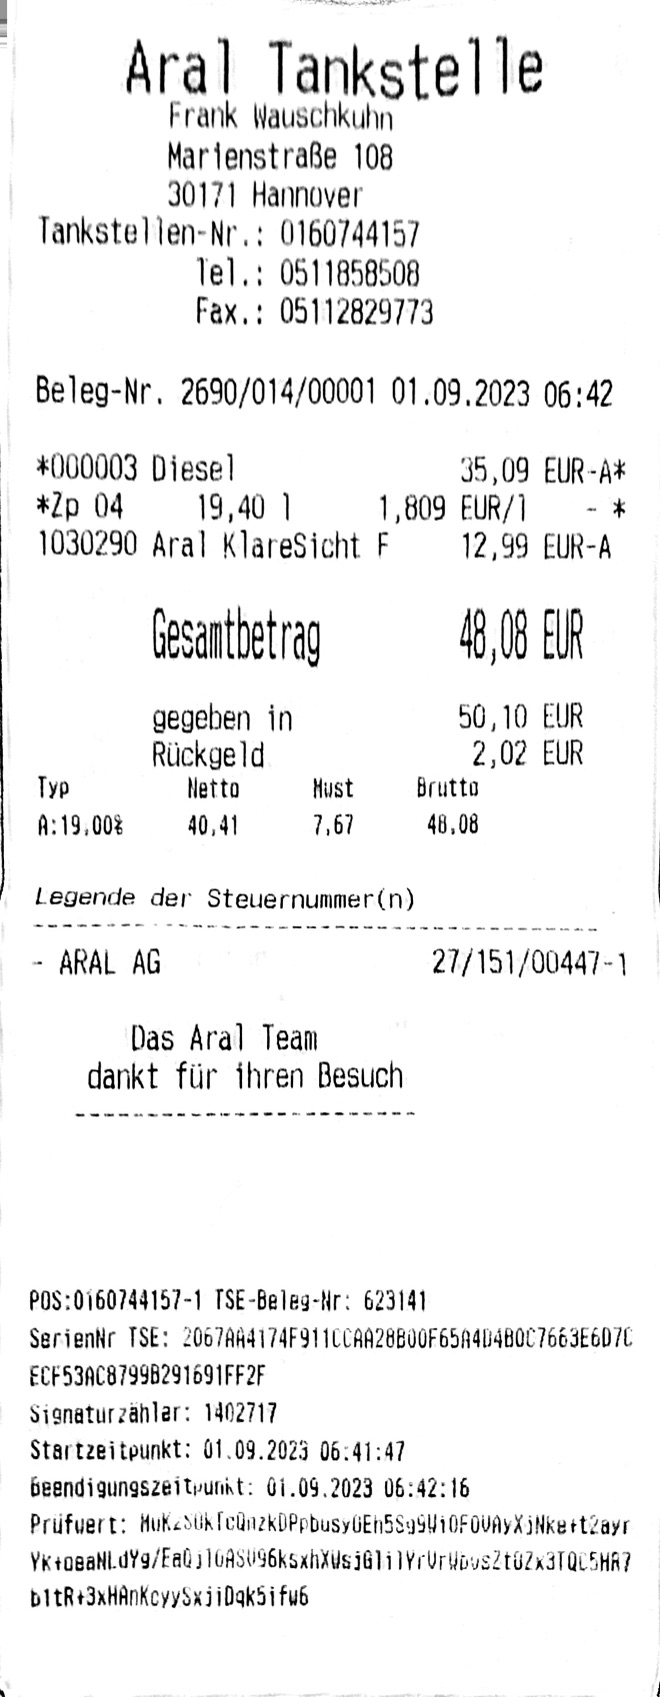 Aral Tankstelle
Frank Wauschkuhn
Marienstraße 108
30171 Hannover
Tankstellen-Nr.: 0160744157
Tel.: 0511858508
Fax.: 05112829773
Beleg-Nr. 2690/014/00001 01.09.2023 06:42
*000003 Diesel 35,09 EUR-A*
*Zp 04 19,40 l 1,809 EUR/l - *
1030290 Aral KlareSicht F 12,99 EUR-A
Gesamtbetrag 48,08 EUR
gegeben in 50,10 EUR
Rückgeld 2,02 EUR
Typ Netto Must Brutto
A:19,00% 40,41 7,67 48,08
Legende der Steuernummer(n)
- ARAL AG 27/151/00447-1
Das Aral Team
dankt für ihren Besuch
POS:0160744157-1 TSE-Beleg-Nr: 623141
SerienNr TSE: 2067AA4174F911CCAA28B00F65A4D4B0C7663E6D7C
ECF53AC8799B291691FF2F
Signaturzähler: 1402717
Startzeitpunkt: 01.09.2023 06:41:47
Beendigungszeitpunkt: 01.09.2023 06:42:16
Prüfwert:
b1tR+3xHAnKcyySxjiDqk5ifw6